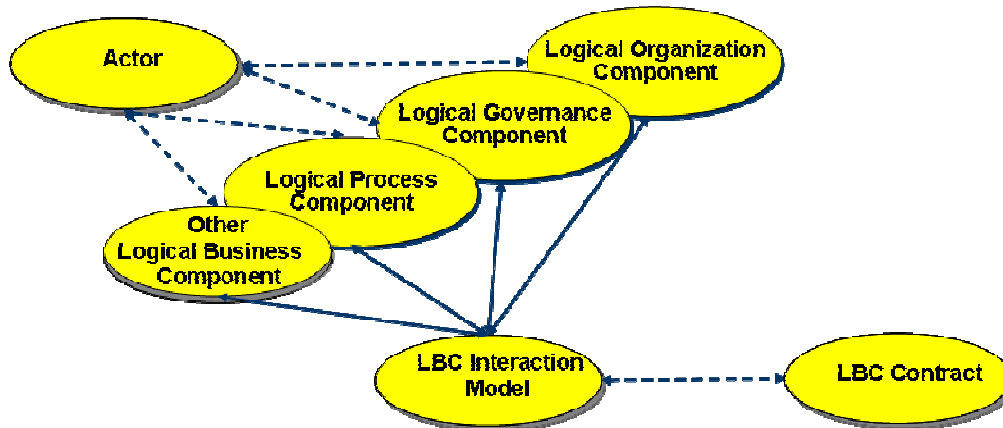 Actor
Logical Organization
Component
Logical Governance
Component
Logical Process
Component
Other
Logical Business
Component
LBC Interaction
Model
LBC Contract